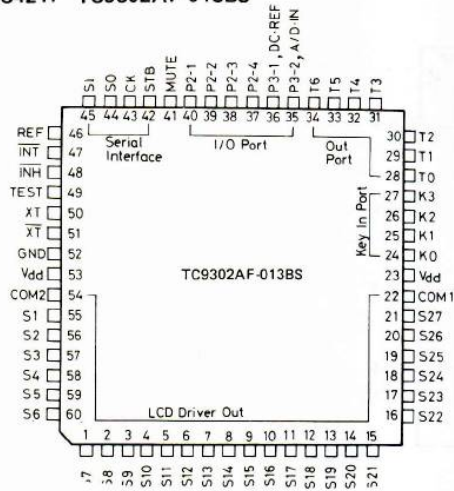 TC9302AF-013BS
SI SO CK STB MUTE P2-1 P2-2 P2-3 P2-4 P3-1, DC-REF P3-2, A/D-IN T6 T5 T4 T3
45 44 43 42 41 40 39 38 37 36 35 34 33 32 31
Serial Interface
I/O Port
Out Port
REF 46
INT 47
INH 48
TEST 49
XT 50
XT 51
GND 52
Vdd 53
COM2 54
S1 55
S2 56
S3 57
S4 58
S5 59
S6 60
30 T2
29 T1
28 T0
27 K3
26 K2
25 K1
24 K0
Key In Port
23 Vdd
22 COM1
21 S27
20 S26
19 S25
18 S24
17 S23
16 S22
TC9302AF-013BS
LCD Driver Out
1 2 3 4 5 6 7 8 9 10 11 12 13 14 15
S7 S8 S9 S10 S11 S12 S13 S14 S15 S16 S17 S18 S19 S20 S21